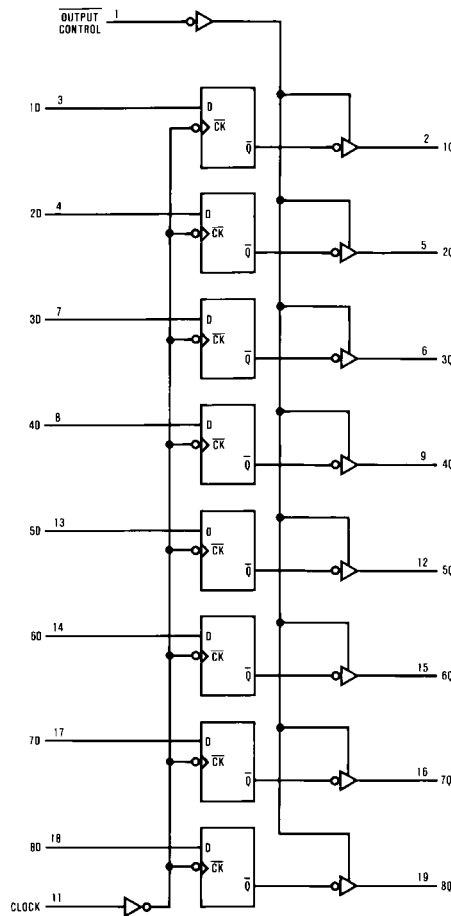 OUTPUT CONTROL 1
1D 3 D CK Q 2 1Q
2D 4 D CK Q 5 2Q
3D 7 D CK Q 6 3Q
4D 8 D CK Q 9 4Q
5D 13 D CK Q 12 5Q
6D 14 D CK Q 15 6Q
7D 17 D CK Q 16 7Q
8D 18 D CK Q 19 8Q
CLOCK 11